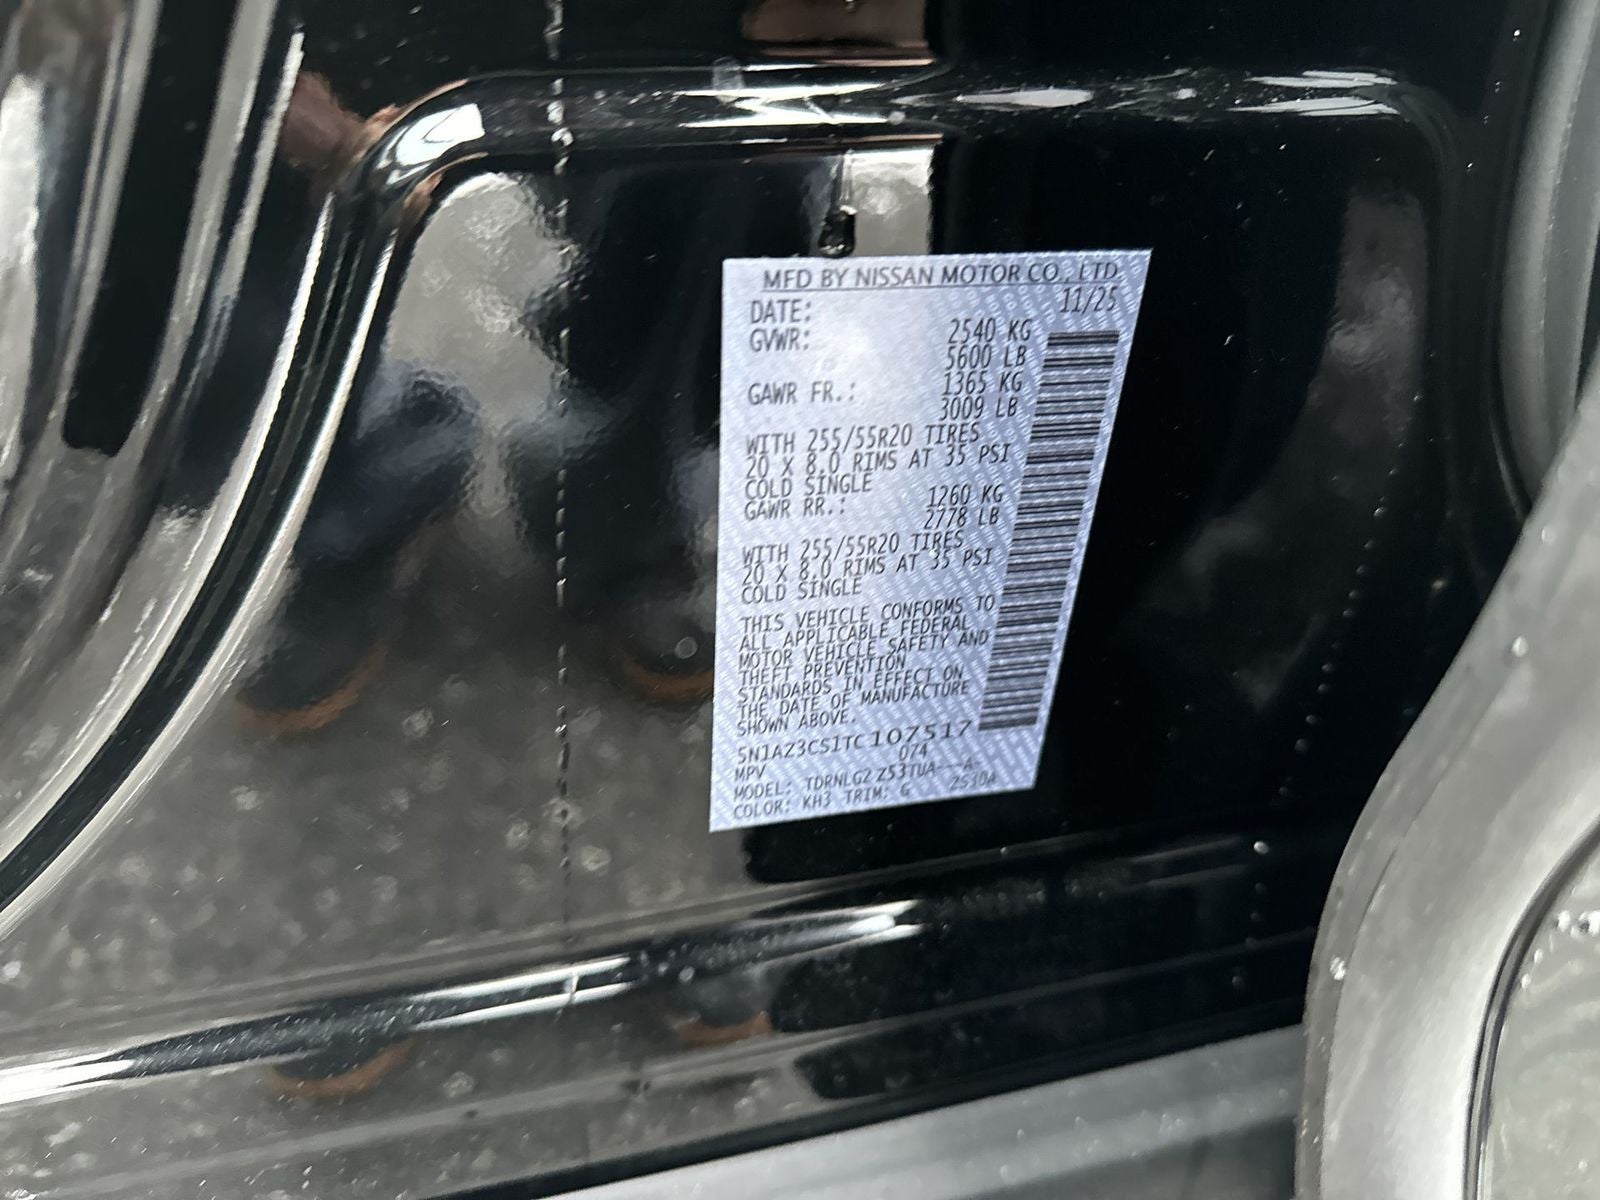 MFD BY NISSAN MOTOR CO., LTD.
DATE: 11/25
GVWR: 2540 KG
5600 LB
GAWR FR.: 1365 KG
3009 LB
WITH 255/55R20 TIRES
20 X 8.0 RIMS AT 35 PSI
COLD SINGLE
GAWR RR.: 1260 KG
2778 LB
WITH 255/55R20 TIRES
20 X 8.0 RIMS AT 35 PSI
COLD SINGLE
THIS VEHICLE CONFORMS TO
ALL APPLICABLE FEDERAL
MOTOR VEHICLE SAFETY AND
THEFT PREVENTION
STANDARDS IN EFFECT ON
THE DATE OF MANUFACTURE
SHOWN ABOVE.
5N1AZ3CS1TC107517
MPV 074
MODEL: TDRNLG2 Z53TUA---A-
COLOR: KH3 TRIM: G